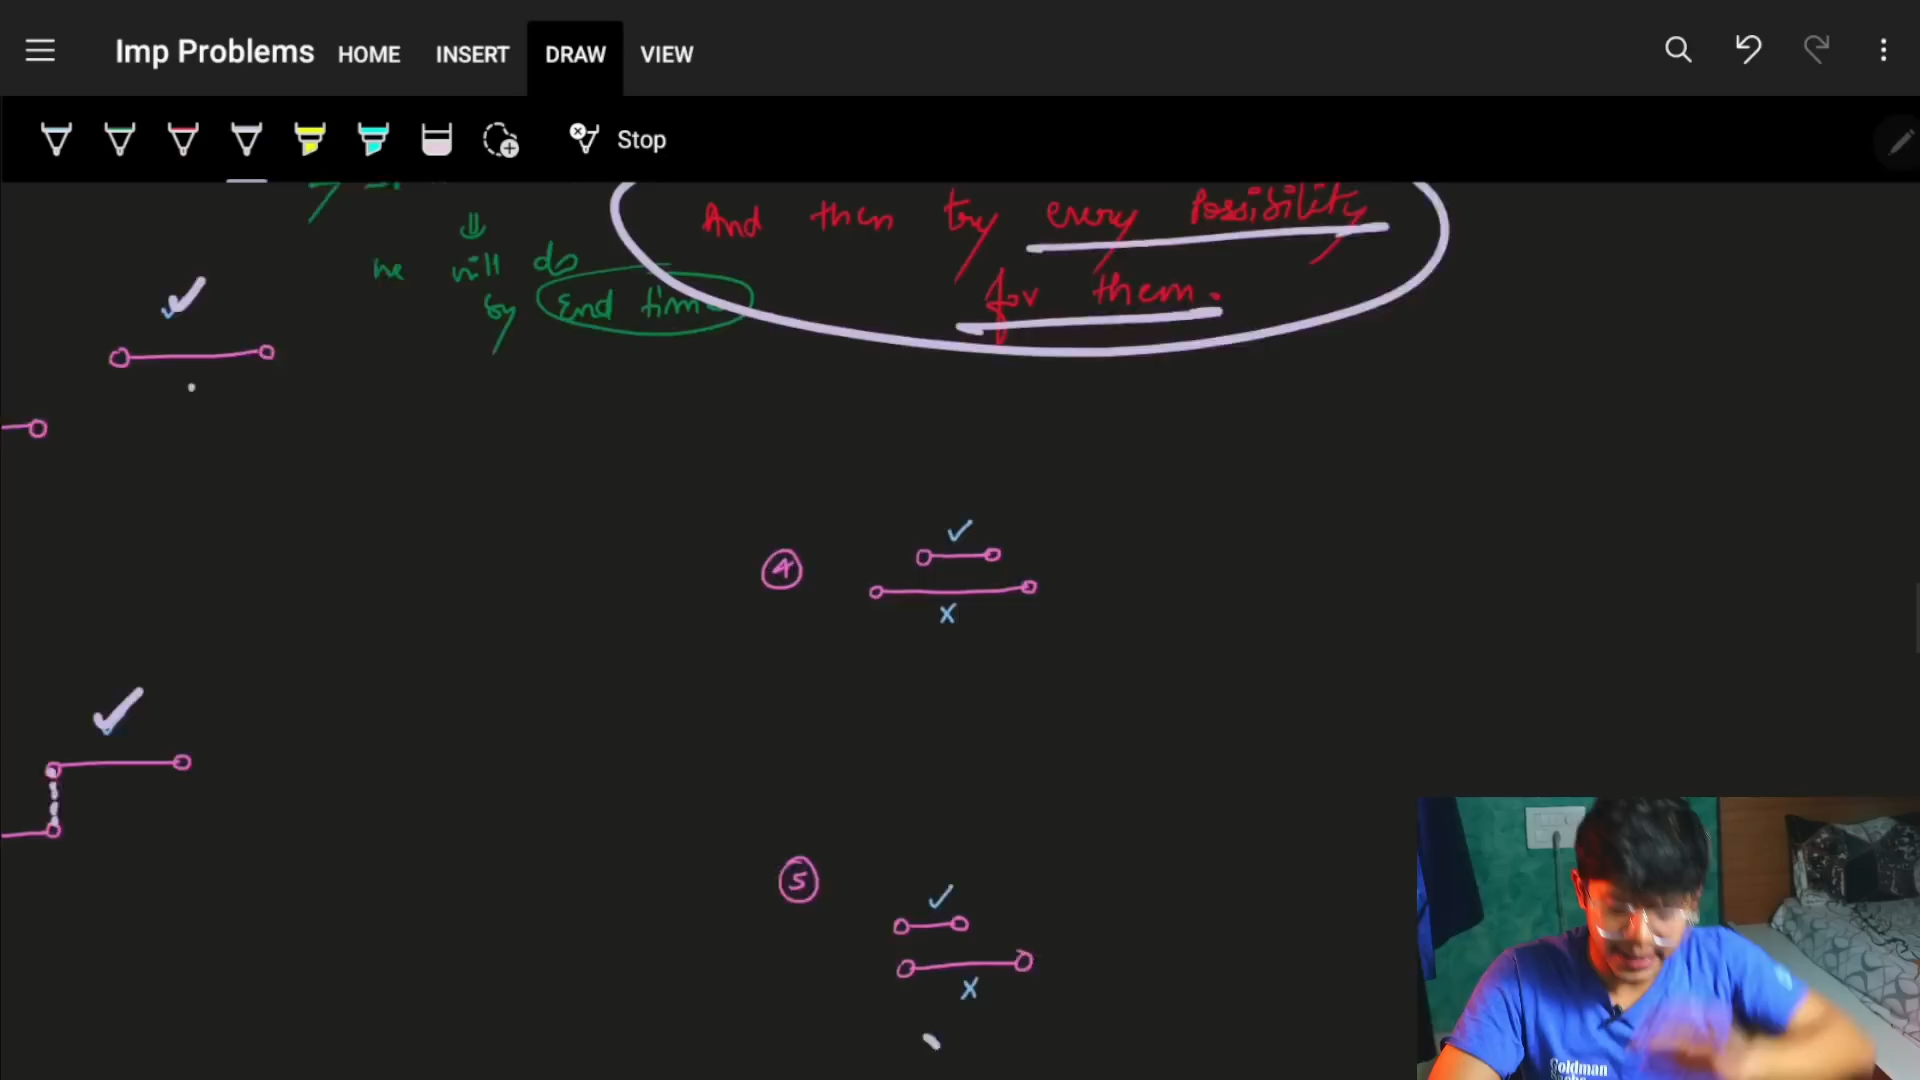 Imp Problems HOME INSERT DRAW VIEW
Stop
And then try every Possibility
for them.
we will do
by End time
✓
④ ✓
x
✓
⑤ ✓
x
Goldman